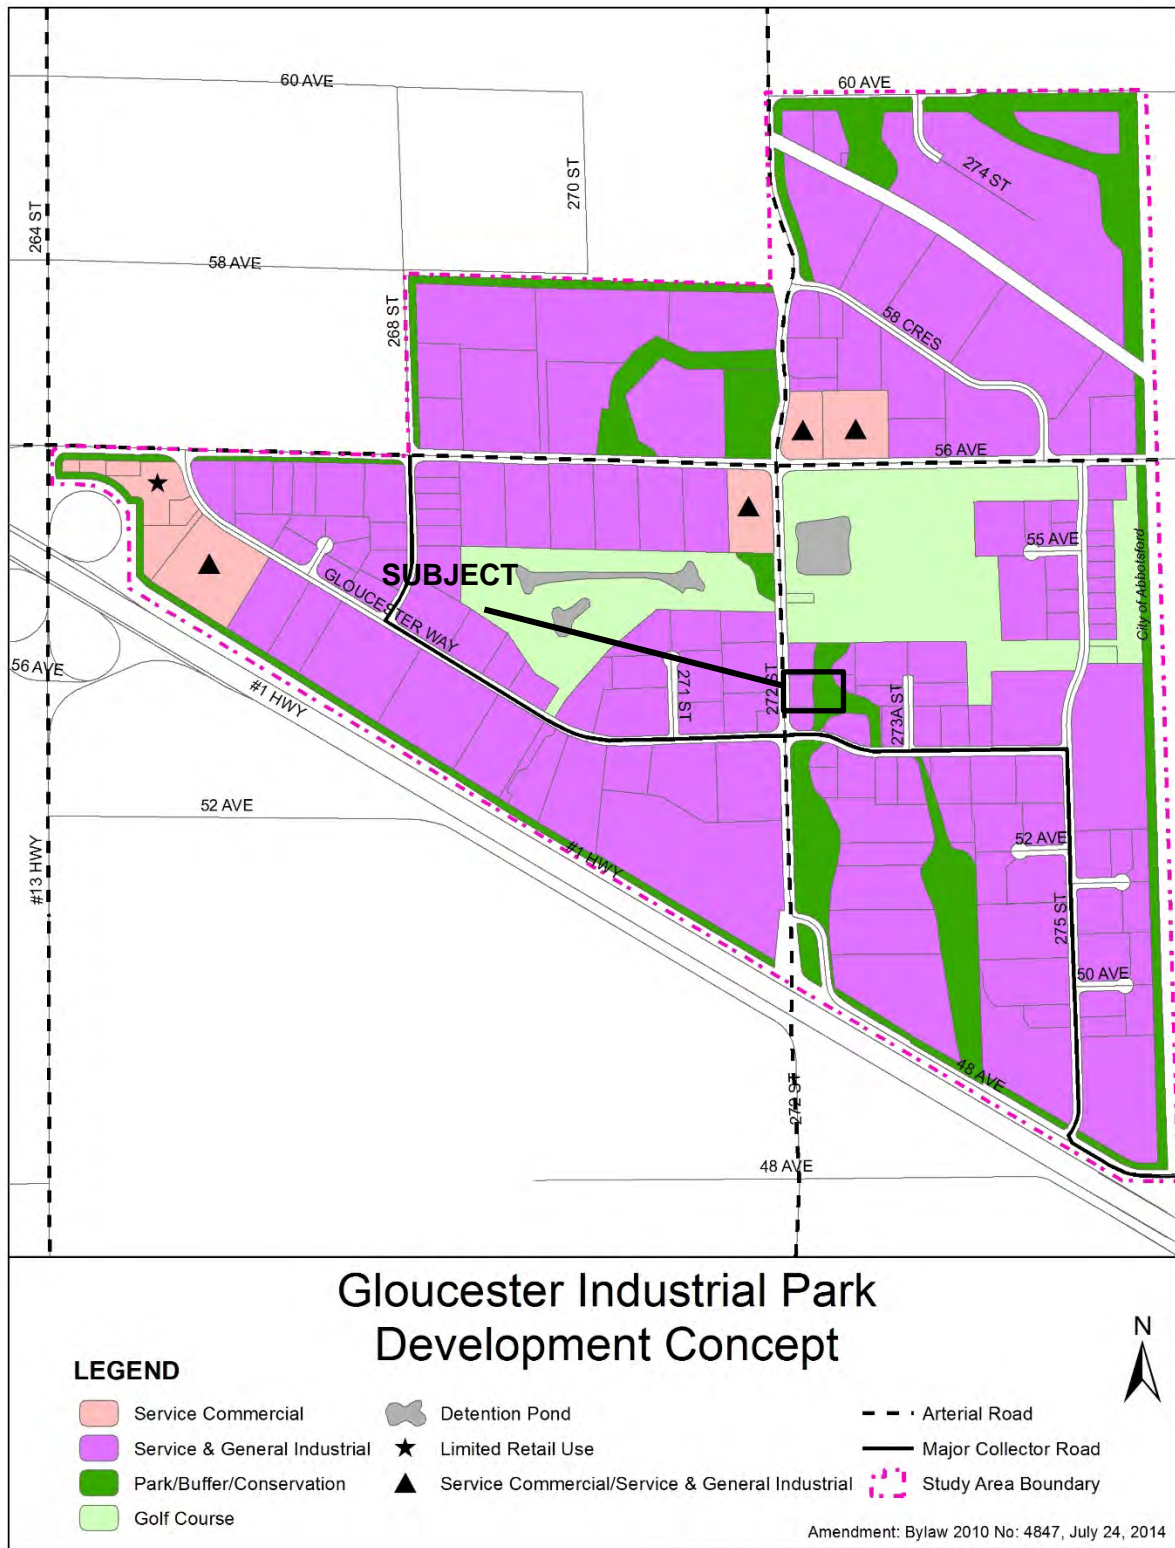 60 AVE
60 AVE
274 ST
270 ST
264 ST
58 AVE
268 ST
58 CRES
56 AVE
55 AVE
City of Abbotsford
SUBJECT
GLOUCESTER WAY
56 AVE
#1 HWY
271 ST
272 ST
273A ST
52 AVE
#1 HWY
52 AVE
#13 HWY
275 ST
50 AVE
48 AVE
272 ST
48 AVE
Gloucester Industrial Park
Development Concept
N
LEGEND
Service Commercial
Detention Pond
Arterial Road
Service & General Industrial
Limited Retail Use
Major Collector Road
Park/Buffer/Conservation
Service Commercial/Service & General Industrial
Study Area Boundary
Golf Course
Amendment: Bylaw 2010 No: 4847, July 24, 2014